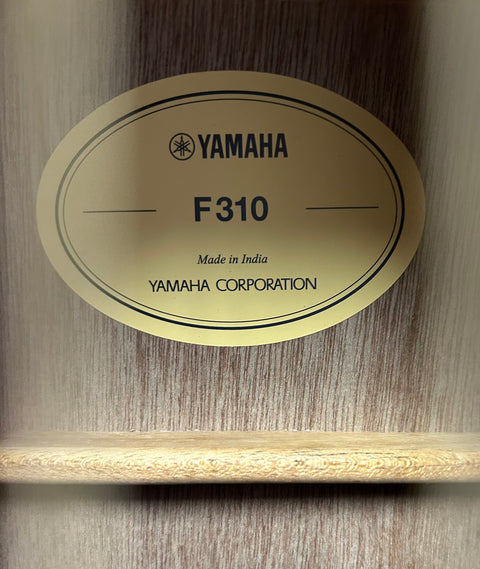 YAMAHA
F310
Made in India
YAMAHA CORPORATION